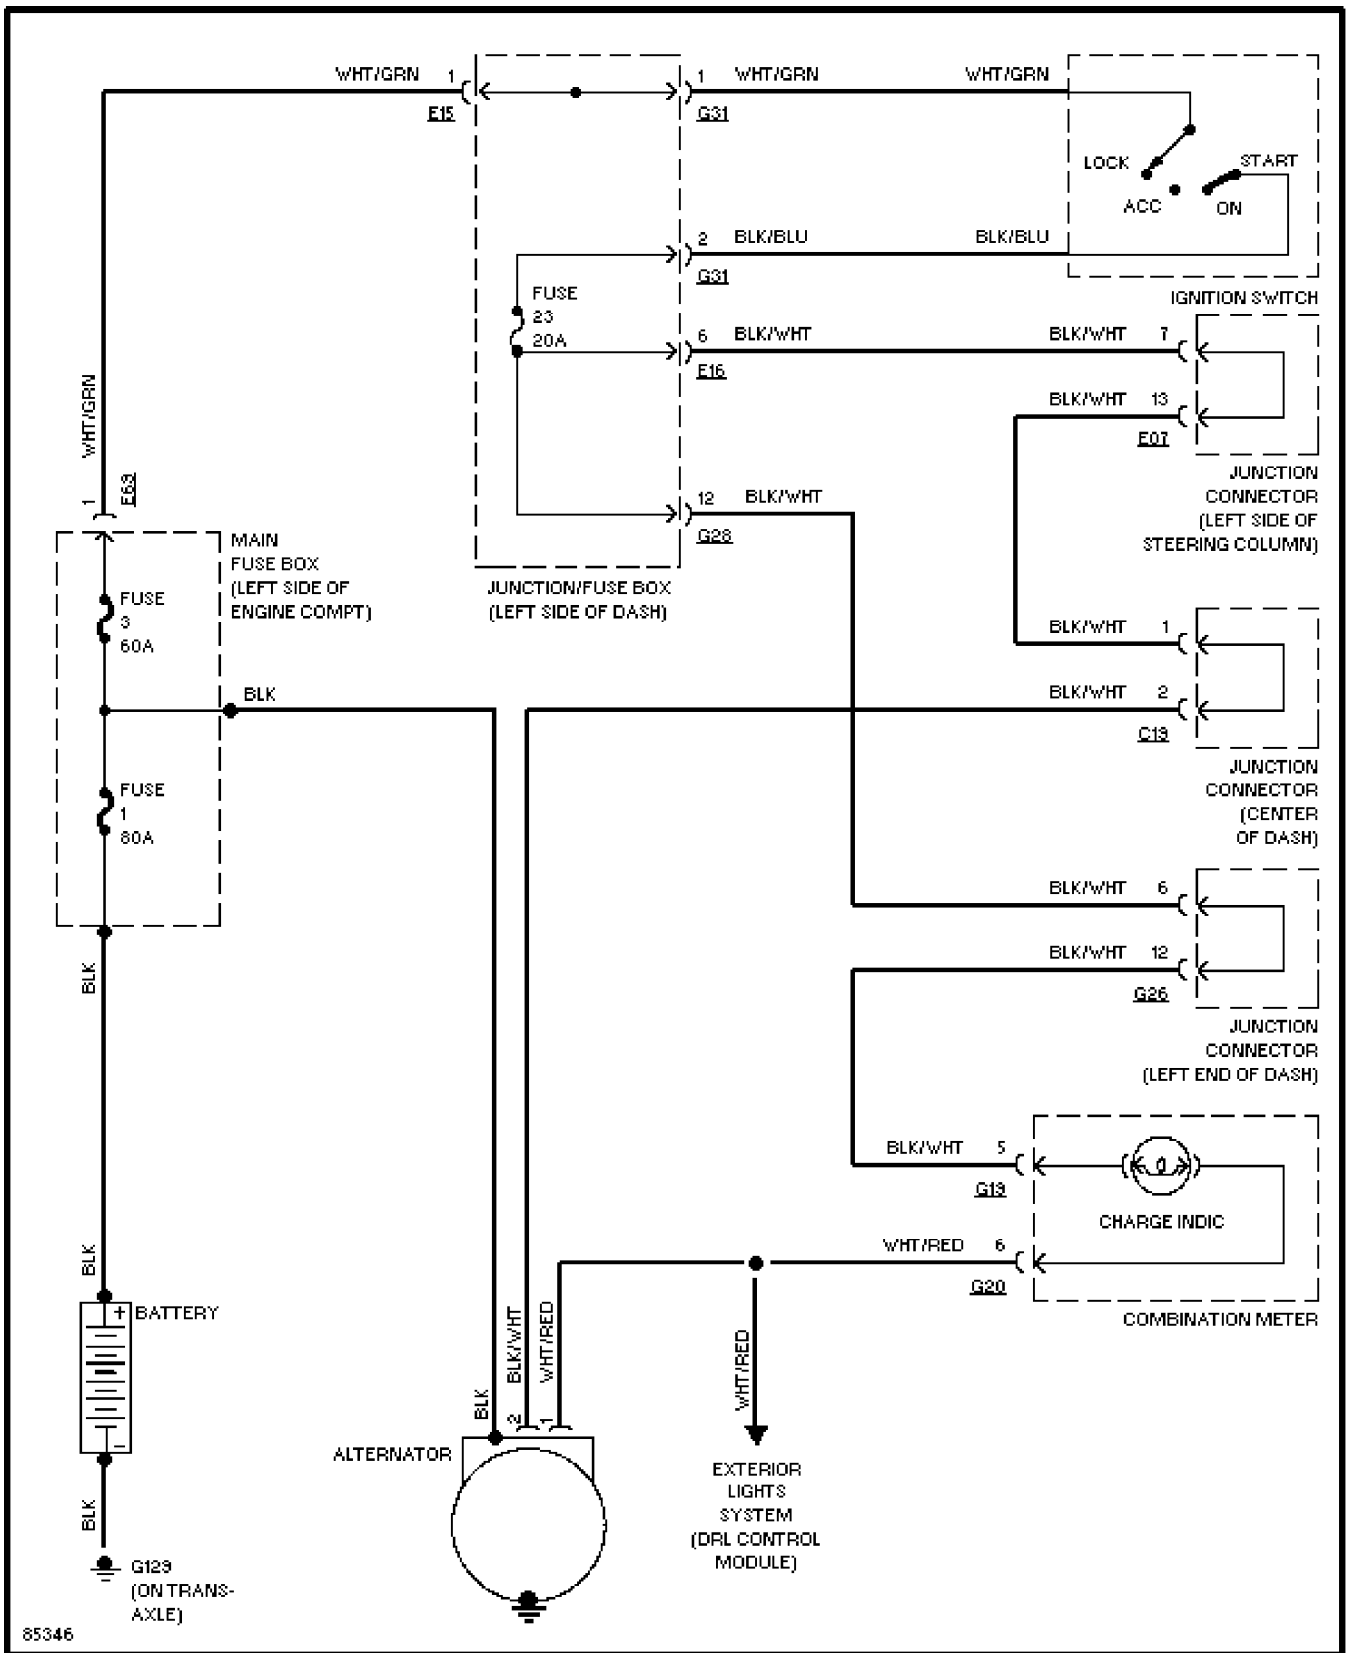 WHT/GRN 1
E15
1 WHT/GRN
G31
WHT/GRN
LOCK
ACC
START
ON
2 BLK/BLU
G31
BLK/BLU
IGNITION SWITCH
FUSE
23
20A
6 BLK/WHT
E16
BLK/WHT 7
BLK/WHT 13
E07
JUNCTION
CONNECTOR
(LEFT SIDE OF
STEERING COLUMN)
WHT/GRN
1
E63
12 BLK/WHT
G28
JUNCTION/FUSE BOX
(LEFT SIDE OF DASH)
MAIN
FUSE BOX
(LEFT SIDE OF
ENGINE COMPT)
FUSE
3
60A
BLK
FUSE
1
80A
BLK/WHT 1
BLK/WHT 2
C19
JUNCTION
CONNECTOR
(CENTER
OF DASH)
BLK/WHT 6
BLK/WHT 12
G26
JUNCTION
CONNECTOR
(LEFT END OF DASH)
BLK
BLK/WHT 5
G19
CHARGE INDIC
WHT/RED 6
G20
COMBINATION METER
BLK
+
BATTERY
-
BLK
BLK
BLK/WHT
WHT/RED
2
1
ALTERNATOR
WHT/RED
EXTERIOR
LIGHTS
SYSTEM
(DRL CONTROL
MODULE)
G129
(ON TRANS-
AXLE)
85346